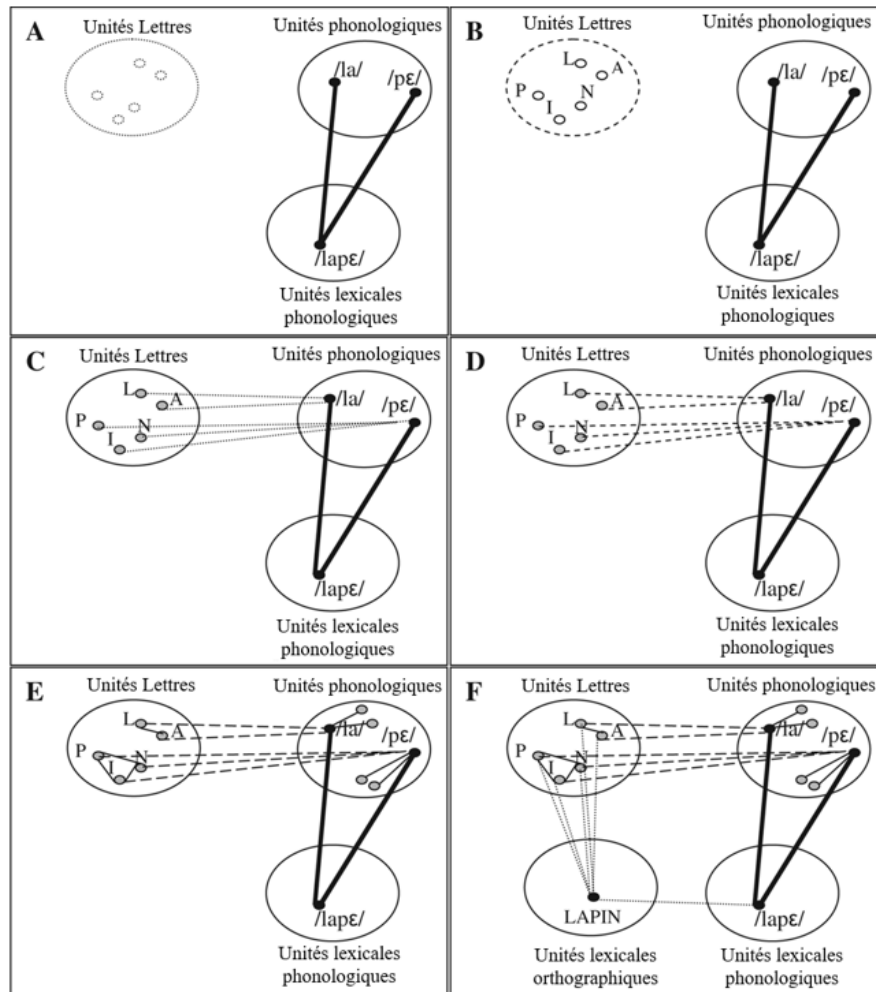 A
Unités Lettres
Unités phonologiques
/la/
/pɛ/
/lapɛ/
Unités lexicales
phonologiques
B
Unités Lettres
Unités phonologiques
L
A
P
N
I
/la/
/pɛ/
/lapɛ/
Unités lexicales
phonologiques
C
Unités Lettres
Unités phonologiques
L
A
P
N
I
/la/
/pɛ/
/lapɛ/
Unités lexicales
phonologiques
D
Unités Lettres
Unités phonologiques
L
A
P
N
I
/la/
/pɛ/
/lapɛ/
Unités lexicales
phonologiques
E
Unités Lettres
Unités phonologiques
L
A
P
N
I
/la/
/pɛ/
/lapɛ/
Unités lexicales
phonologiques
F
Unités Lettres
Unités phonologiques
L
A
P
N
I
/la/
/pɛ/
LAPIN
/lapɛ/
Unités lexicales
orthographiques
Unités lexicales
phonologiques